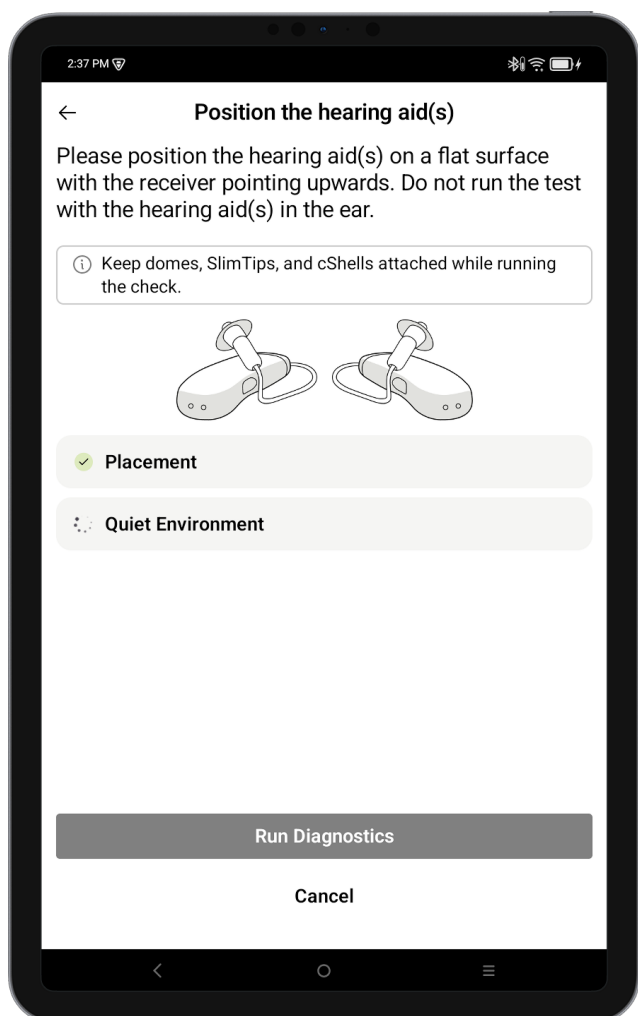 2:37 PM
Position the hearing aid(s)
Please position the hearing aid(s) on a flat surface
with the receiver pointing upwards. Do not run the test
with the hearing aid(s) in the ear.
Keep domes, SlimTips, and cShells attached while running
the check.
Placement
Quiet Environment
Run Diagnostics
Cancel